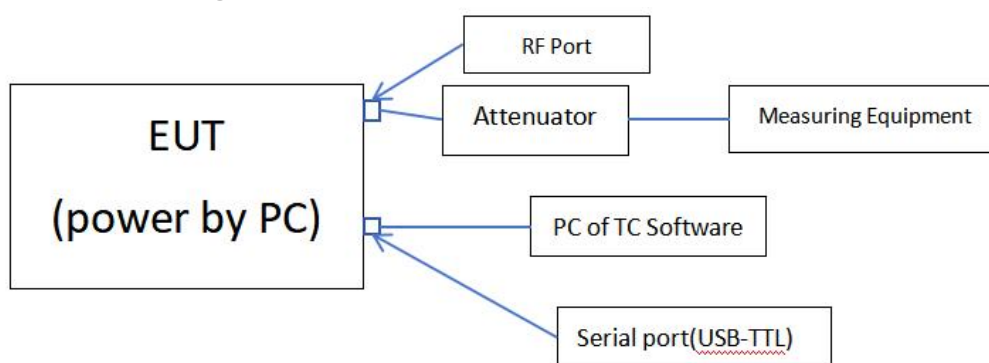 RF Port
EUT
(power by PC)
Attenuator
Measuring Equipment
PC of TC Software
Serial port(USB-TTL)